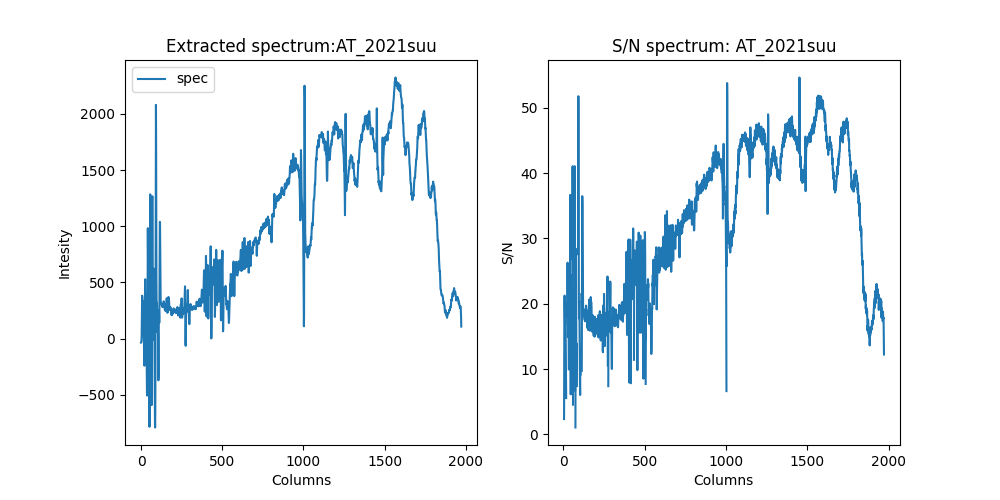 Extracted spectrum:AT_2021suu
spec
Intesity
2000
1500
1000
500
0
−500
0 500 1000 1500 2000
Columns
S/N spectrum: AT_2021suu
S/N
50
40
30
20
10
0
0 500 1000 1500 2000
Columns